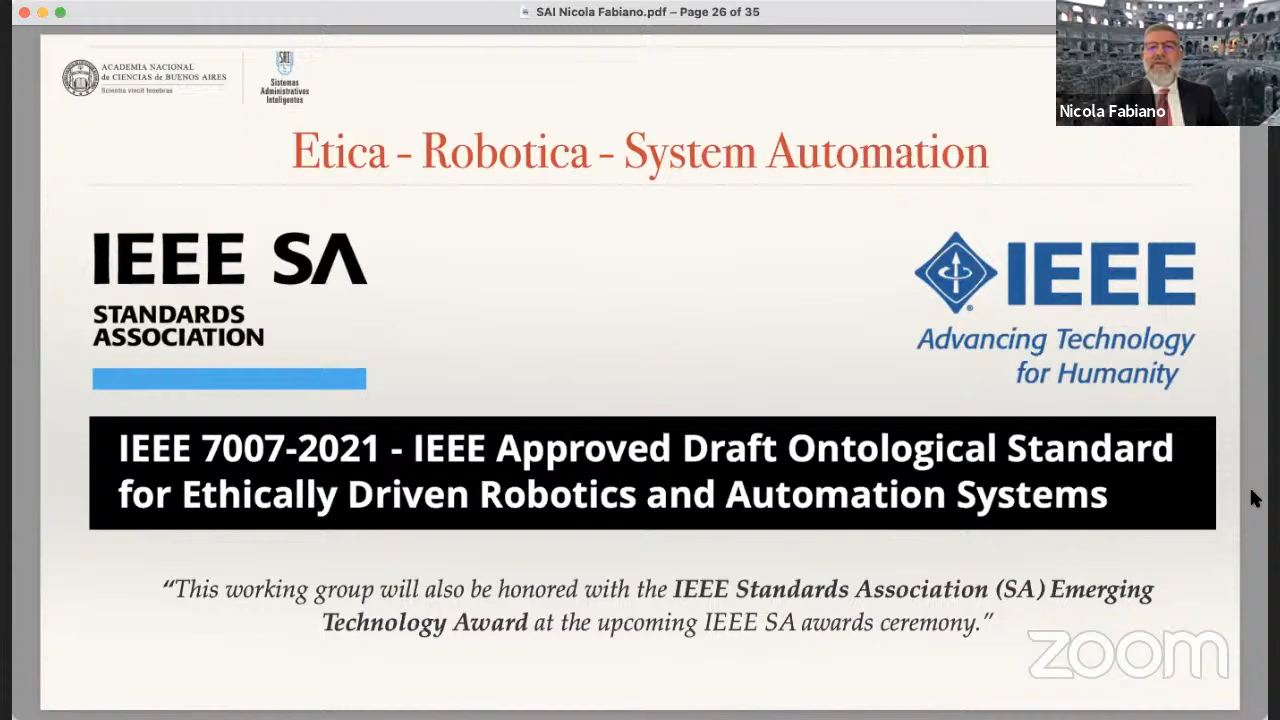 SAI Nicola Fabiano.pdf – Page 26 of 35
ACADEMIA NACIONAL
de CIENCIAS de BUENOS AIRES
Scientia vincit tenebras
SAI
Sistemas
Administrativos
Inteligentes
Nicola Fabiano
Etica - Robotica - System Automation
IEEE SA
STANDARDS
ASSOCIATION
IEEE
®
Advancing Technology
for Humanity
IEEE 7007-2021 - IEEE Approved Draft Ontological Standard
for Ethically Driven Robotics and Automation Systems
“This working group will also be honored with the IEEE Standards Association (SA) Emerging
Technology Award at the upcoming IEEE SA awards ceremony.”
zoom